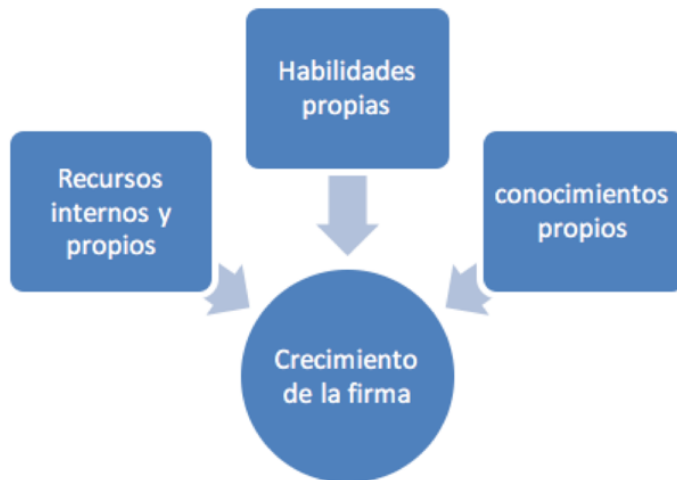 Habilidades
propias
Recursos
internos y
propios
conocimientos
propios
Crecimiento
de la firma